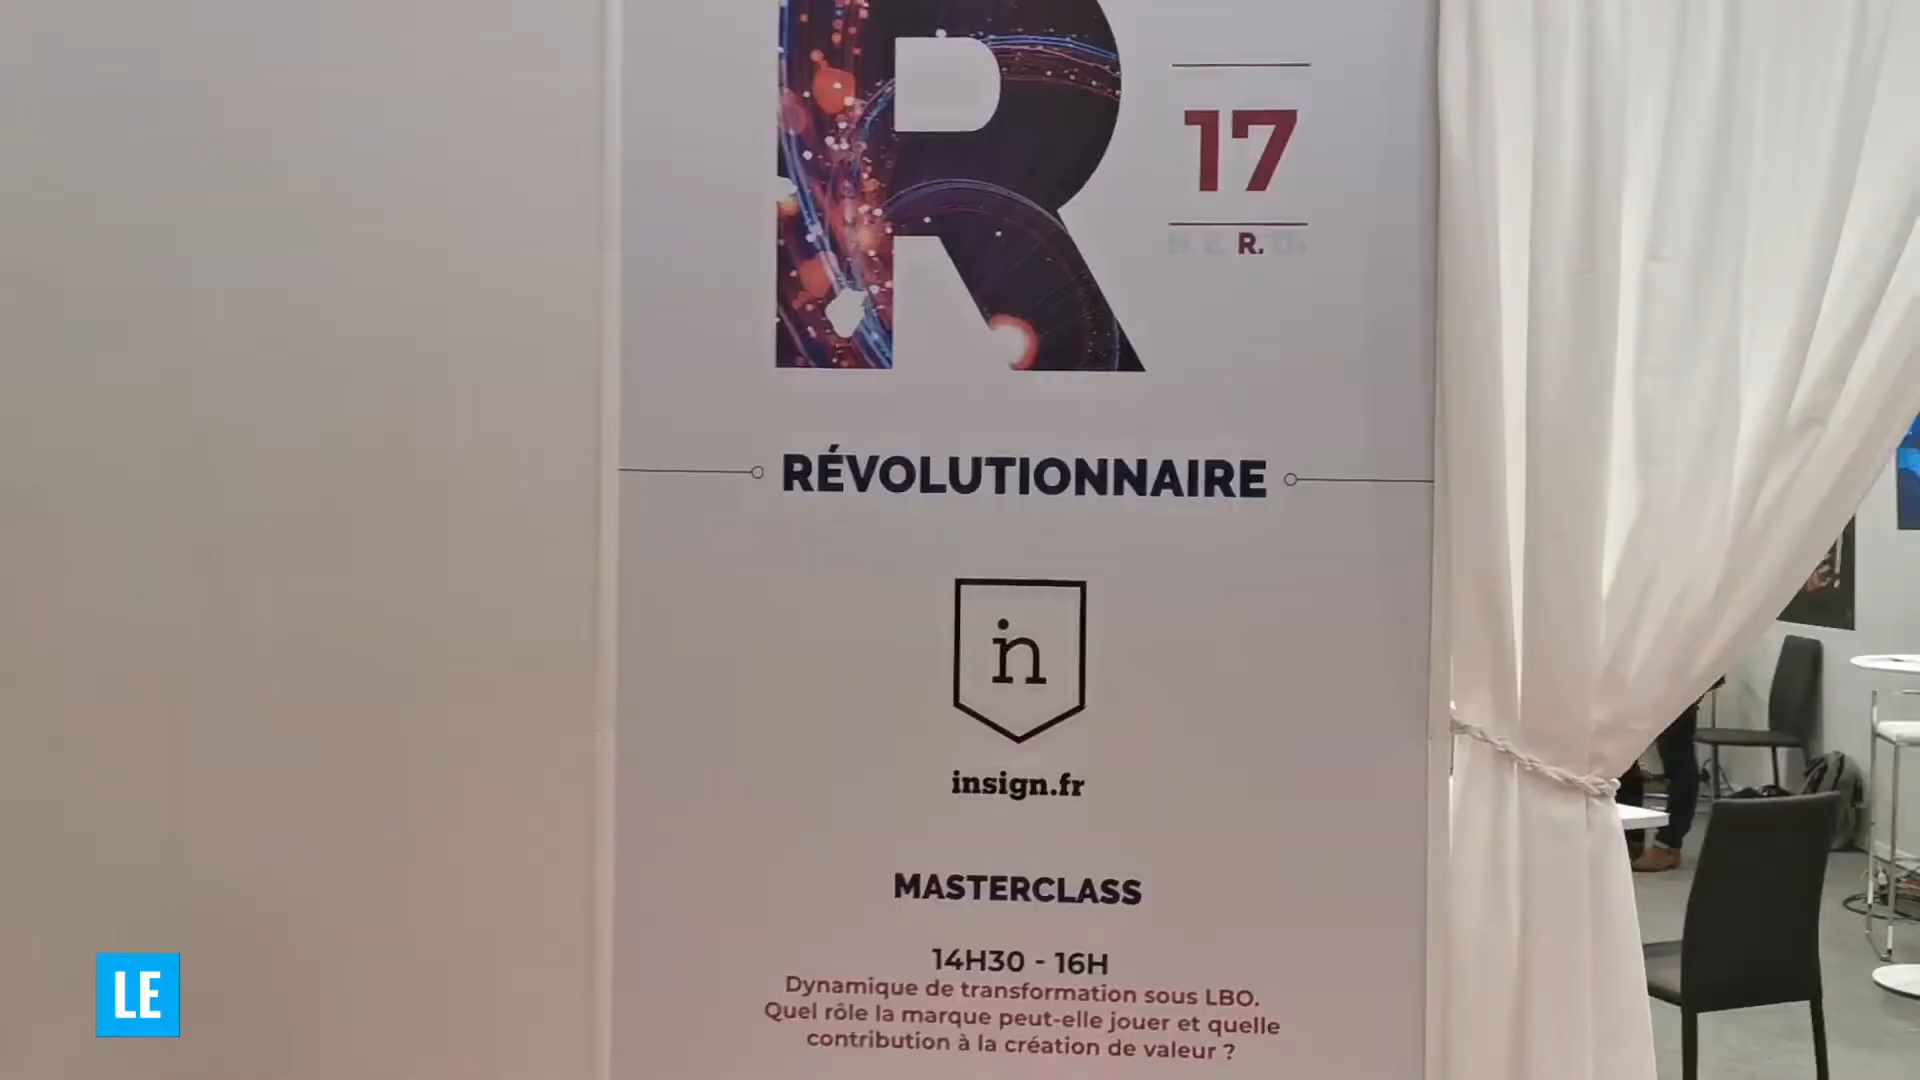 R
17
R.
RÉVOLUTIONNAIRE
in
insign.fr
MASTERCLASS
14H30 - 16H
Dynamique de transformation sous LBO.
Quel rôle la marque peut-elle jouer et quelle
contribution à la création de valeur ?
LE